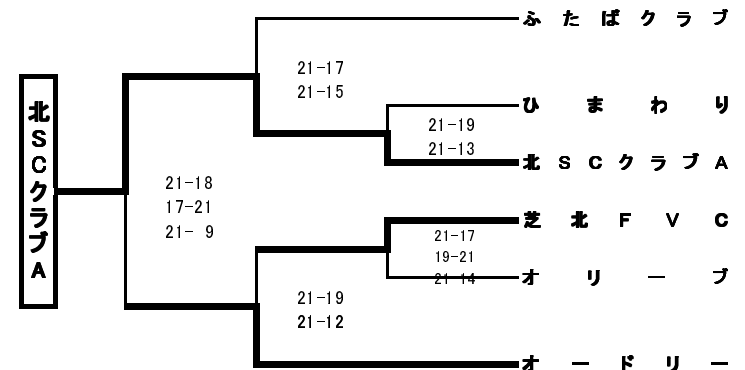 ふたばクラブ
21-17
21-15
ひまわり
21-19
21-13
北SCクラブA
北SCクラブA
21-18
17-21
21- 9
芝北FVC
21-17
19-21
21-14
オリーブ
21-19
21-12
オードリー